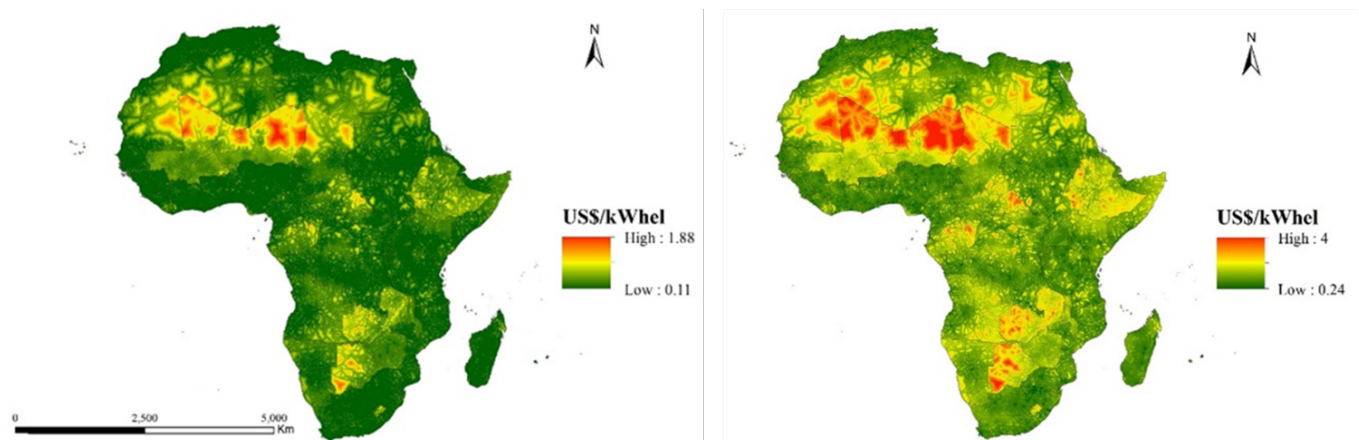 N
US$/kWhel
High : 1.88
Low : 0.11
0
2,500
5,000
Km
N
US$/kWhel
High : 4
Low : 0.24